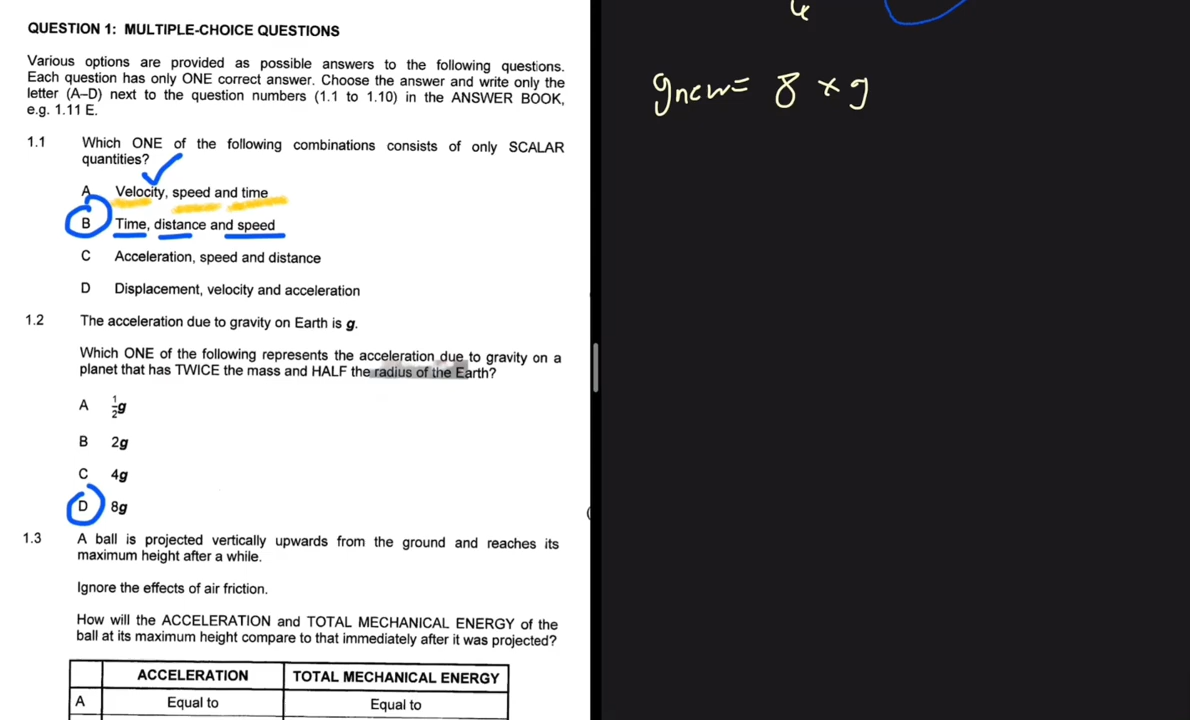 QUESTION 1: MULTIPLE-CHOICE QUESTIONS
Various options are provided as possible answers to the following questions.
Each question has only ONE correct answer. Choose the answer and write only the
letter (A–D) next to the question numbers (1.1 to 1.10) in the ANSWER BOOK,
e.g. 1.11 E.
1.1 Which ONE of the following combinations consists of only SCALAR
quantities?
A Velocity, speed and time
B Time, distance and speed
C Acceleration, speed and distance
D Displacement, velocity and acceleration
1.2 The acceleration due to gravity on Earth is g.
Which ONE of the following represents the acceleration due to gravity on a
planet that has TWICE the mass and HALF the radius of the Earth?
A ½g
B 2g
C 4g
D 8g
1.3 A ball is projected vertically upwards from the ground and reaches its
maximum height after a while.
Ignore the effects of air friction.
How will the ACCELERATION and TOTAL MECHANICAL ENERGY of the
ball at its maximum height compare to that immediately after it was projected?
ACCELERATION TOTAL MECHANICAL ENERGY
A Equal to Equal to
gnew= 8 × g